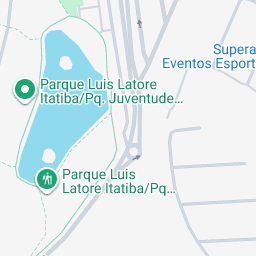 Supera
Eventos Esport
Parque Luis Latore
Itatiba/Pq. Juventude...
Parque Luis
Latore Itatiba/Pq...